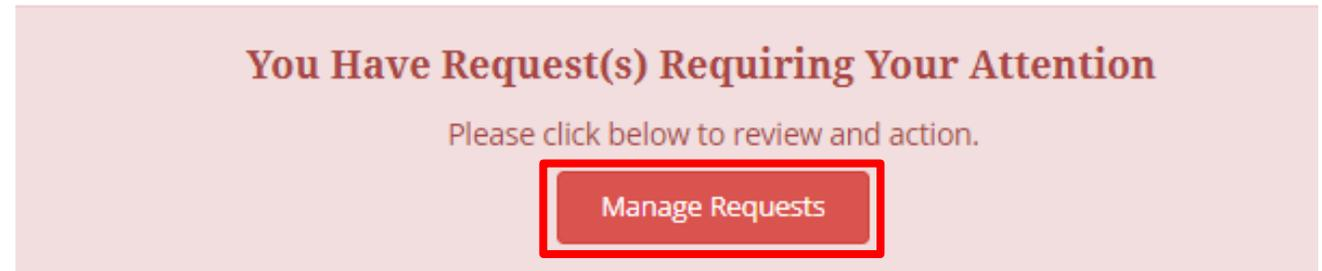 You Have Request(s) Requiring Your Attention
Please click below to review and action.
Manage Requests